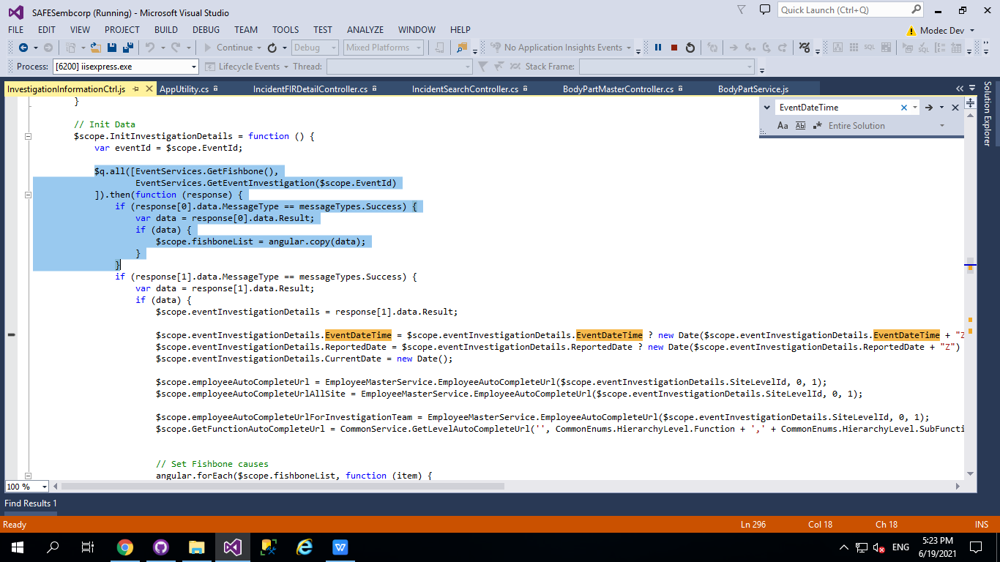 SAFESembcorp (Running) - Microsoft Visual Studio
Quick Launch (Ctrl+Q)
FILE EDIT VIEW PROJECT BUILD DEBUG TEAM TOOLS TEST ANALYZE WINDOW HELP
Modec Dev
Continue Debug Mixed Platforms No Application Insights Events
Process: [6200] iisexpress.exe Lifecycle Events Thread: Stack Frame:
InvestigationInformationCtrl.js AppUtility.cs IncidentFIRDetailController.cs IncidentSearchController.cs BodyPartMasterController.cs BodyPartService.js
Solution Explorer
EventDateTime
Aa Ab Entire Solution
}
// Init Data
$scope.InitInvestigationDetails = function () {
var eventId = $scope.EventId;
$q.all([EventServices.GetFishbone(),
EventServices.GetEventInvestigation($scope.EventId)
]).then(function (response) {
if (response[0].data.MessageType == messageTypes.Success) {
var data = response[0].data.Result;
if (data) {
$scope.fishboneList = angular.copy(data);
}
}
if (response[1].data.MessageType == messageTypes.Success) {
var data = response[1].data.Result;
if (data) {
$scope.eventInvestigationDetails = response[1].data.Result;
$scope.eventInvestigationDetails.EventDateTime = $scope.eventInvestigationDetails.EventDateTime ? new Date($scope.eventInvestigationDetails.EventDateTime + "Z
$scope.eventInvestigationDetails.ReportedDate = $scope.eventInvestigationDetails.ReportedDate ? new Date($scope.eventInvestigationDetails.ReportedDate + "Z")
$scope.eventInvestigationDetails.CurrentDate = new Date();
$scope.employeeAutoCompleteUrl = EmployeeMasterService.EmployeeAutoCompleteUrl($scope.eventInvestigationDetails.SiteLevelId, 0, 1);
$scope.employeeAutoCompleteUrlAllSite = EmployeeMasterService.EmployeeAutoCompleteUrl($scope.eventInvestigationDetails.SiteLevelId, 0, 1);
$scope.employeeAutoCompleteUrlForInvestigationTeam = EmployeeMasterService.EmployeeAutoCompleteUrl($scope.eventInvestigationDetails.SiteLevelId, 0, 1);
$scope.GetFunctionAutoCompleteUrl = CommonService.GetLevelAutoCompleteUrl('', CommonEnums.HierarchyLevel.Function + ',' + CommonEnums.HierarchyLevel.SubFuncti
// Set Fishbone causes
angular.forEach($scope.fishboneList, function (item) {
100 %
Find Results 1
Ready Ln 296 Col 18 Ch 18 INS
ENG
5:23 PM
6/19/2021